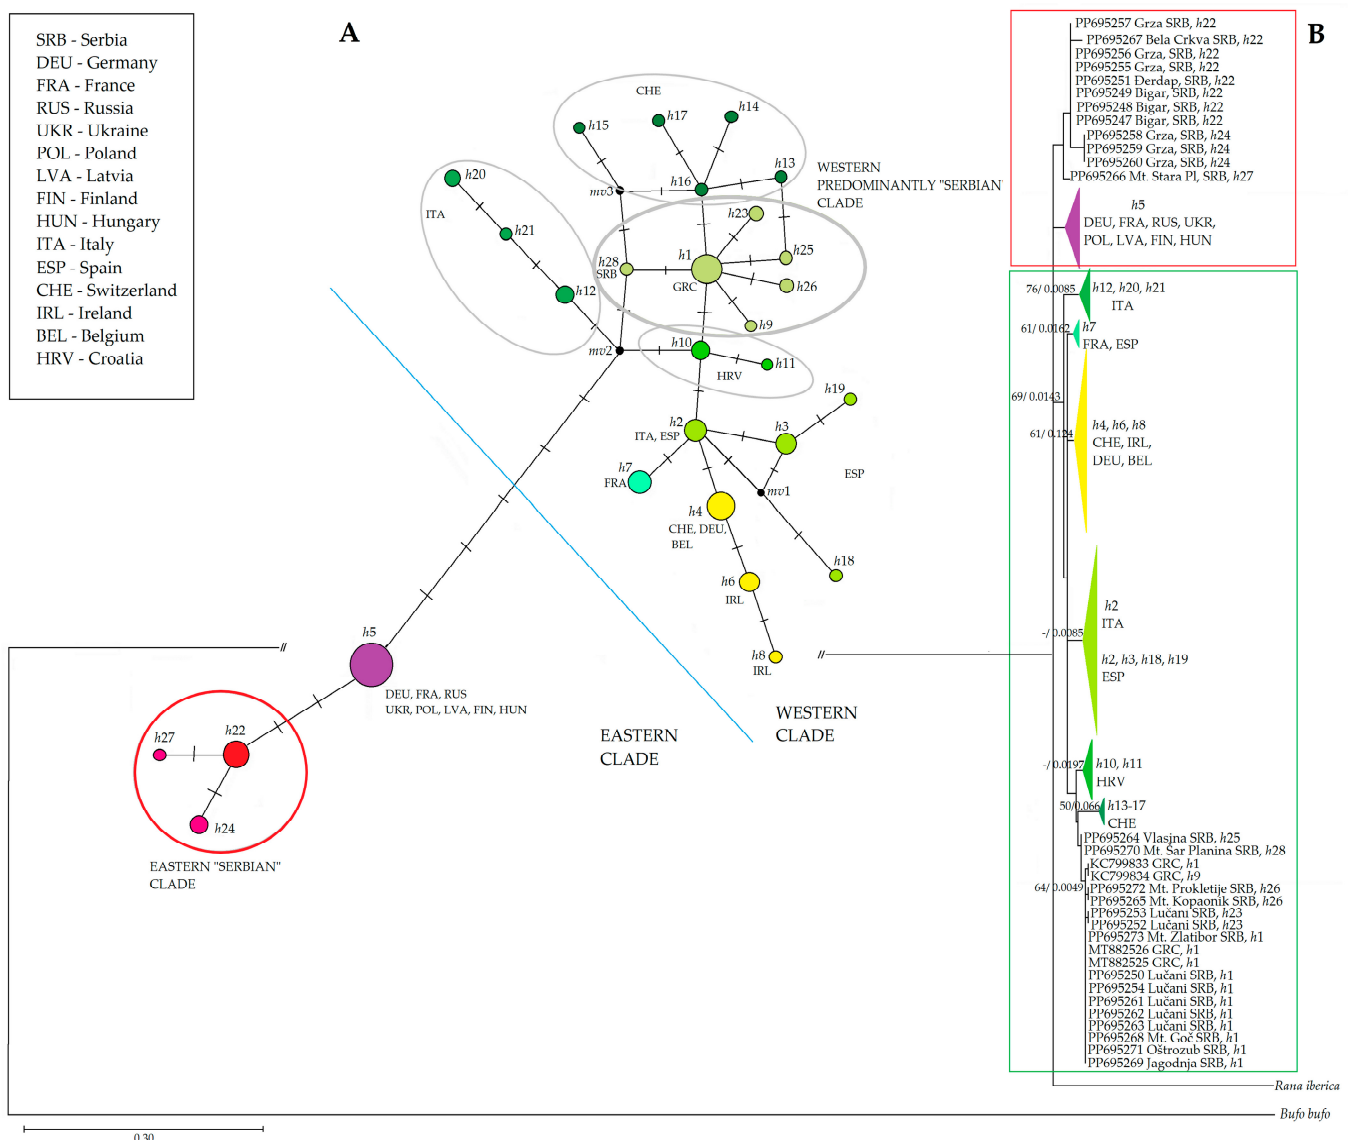 SRB - Serbia
DEU - Germany
FRA - France
RUS - Russia
UKR - Ukraine
POL - Poland
LVA - Latvia
FIN - Finland
HUN - Hungary
ITA - Italy
ESP - Spain
CHE - Switzerland
IRL - Ireland
BEL - Belgium
HRV - Croatia
A
CHE
h15
h17
h14
h13
h16
mv3
WESTERN
PREDOMINANTLY "SERBIAN"
CLADE
h20
ITA
h21
h12
h23
h1
h25
h28
SRB
GRC
h26
h9
mv2
h10
h11
HRV
h19
h2
ITA, ESP
h3
h7
FRA
ESP
mv1
h4
CHE, DEU,
BEL
h18
h6
IRL
h8
IRL
h5
DEU, FRA, RUS
UKR, POL, LVA, FIN, HUN
EASTERN
CLADE
WESTERN
CLADE
//
//
h27
h22
h24
EASTERN "SERBIAN"
CLADE
0.30
B
PP695257 Grza SRB, h22
PP695267 Bela Crkva SRB, h22
PP695256 Grza, SRB, h22
PP695255 Grza, SRB, h22
PP695251 Đerdap, SRB, h22
PP695249 Bigar, SRB, h22
PP695248 Bigar, SRB, h22
PP695247 Bigar, SRB, h22
PP695258 Grza, SRB, h24
PP695259 Grza, SRB, h24
PP695260 Grza, SRB, h24
PP695266 Mt. Stara Pl, SRB, h27
h5
DEU, FRA, RUS, UKR,
POL, LVA, FIN, HUN
76/ 0.0085
h12, h20, h21
ITA
61/ 0.0162
h7
FRA, ESP
69/ 0.0143
61/ 0.124
h4, h6, h8
CHE, IRL,
DEU, BEL
h2
ITA
-/ 0.0085
h2, h3, h18, h19
ESP
-/ 0.0197
h10, h11
HRV
50/0.066
h13-17
CHE
PP695264 Vlasina SRB, h25
PP695270 Mt. Šar Planina SRB, h28
KC799833 GRC, h1
KC799834 GRC, h9
64/ 0.0049
PP695272 Mt. Prokletije SRB, h26
PP695265 Mt. Kopaonik SRB, h26
PP695253 Lučani SRB, h23
PP695252 Lučani SRB, h23
PP695273 Mt. Zlatibor SRB, h1
MT882526 GRC, h1
MT882525 GRC, h1
PP695250 Lučani SRB, h1
PP695254 Lučani SRB, h1
PP695261 Lučani SRB, h1
PP695262 Lučani SRB, h1
PP695263 Lučani SRB, h1
PP695268 Mt. Goč SRB, h1
PP695271 Oštrozub SRB, h1
PP695269 Jagodnja SRB, h1
Rana iberica
Bufo bufo